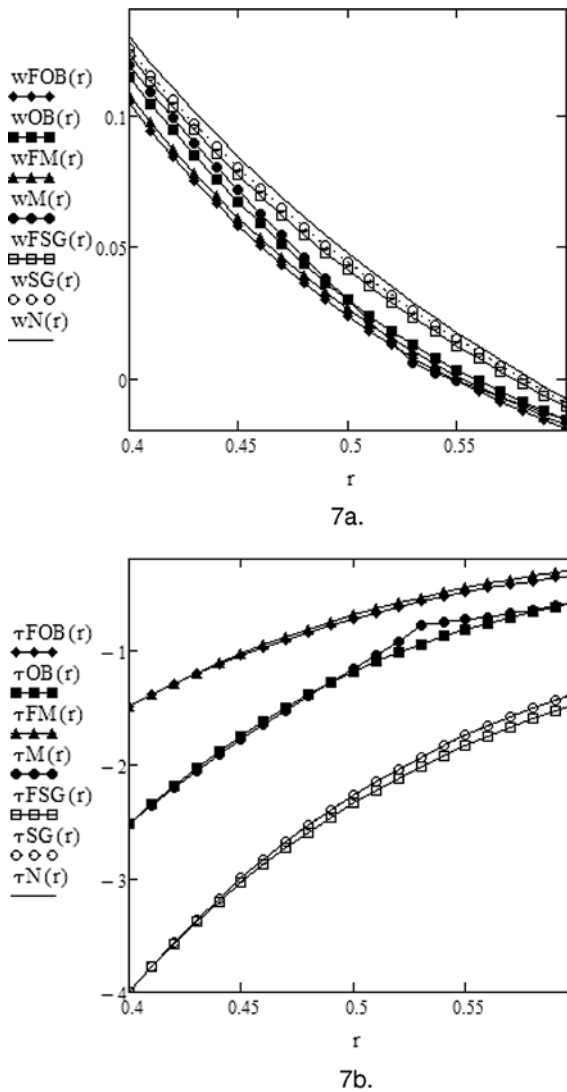 wFOB(r)
wOB(r)
wFM(r)
wM(r)
wFSG(r)
wSG(r)
wN(r)
0.1
0.05
0
0.4
0.45
0.5
0.55
r
7a.
τFOB(r)
τOB(r)
τFM(r)
τM(r)
τFSG(r)
τSG(r)
τN(r)
−1
−2
−3
−4
0.4
0.45
0.5
0.55
r
7b.